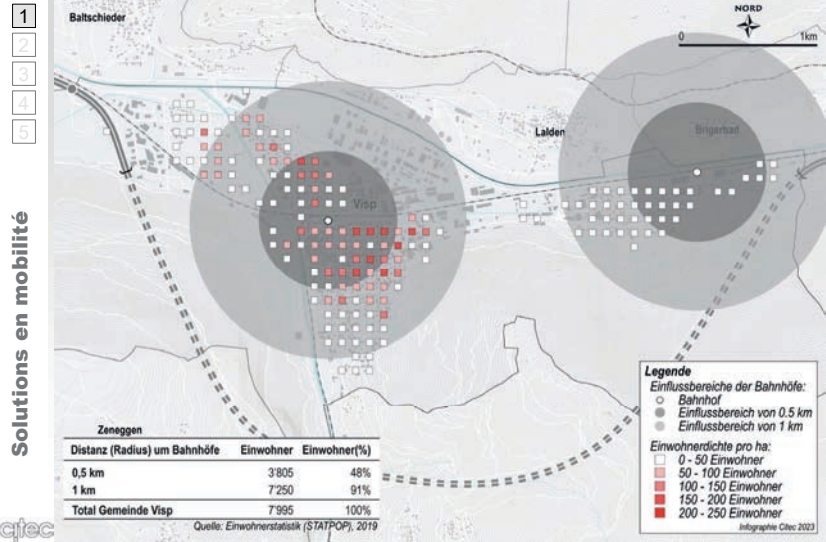 1
2
3
4
5
Solutions en mobilité
citec
Baltschieder
NORD
0 1km
Lalden
Brigerbad
Visp
Zeneggen
Distanz (Radius) um Bahnhöfe Einwohner Einwohner(%)
0,5 km 3'805 48%
1 km 7'250 91%
Total Gemeinde Visp 7'995 100%
Quelle: Einwohnerstatistik (STATPOP), 2019
Legende
Einflussbereiche der Bahnhöfe:
Bahnhof
Einflussbereich von 0.5 km
Einflussbereich von 1 km
Einwohnerdichte pro ha:
0 - 50 Einwohner
50 - 100 Einwohner
100 - 150 Einwohner
150 - 200 Einwohner
200 - 250 Einwohner
Infographie Citec 2023